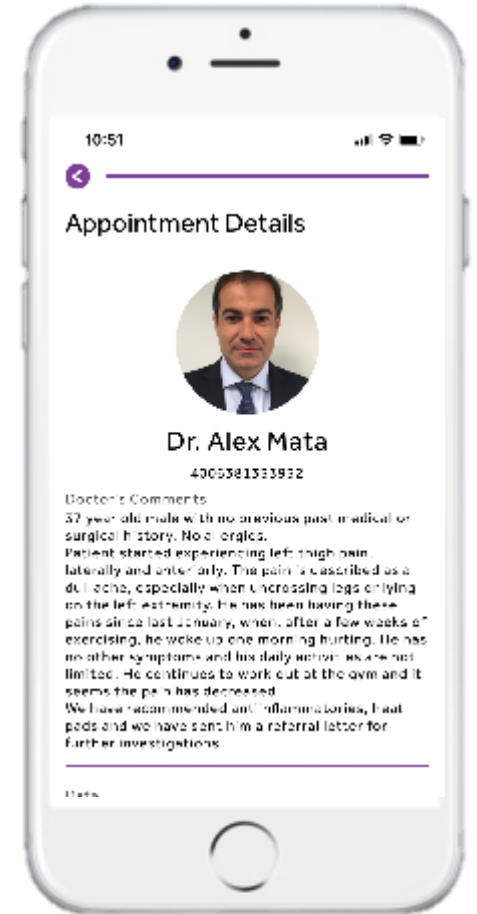 10:51
Appointment Details
Dr. Alex Mata
Doctor's Comments
37 year old male with no previous past medical or
surgical history. No allergies.
Patient started experiencing left thigh pain,
laterally and anteriorly. The pain is described as a
dull ache, especially when uncrossing legs or lying
on the left extremity. He has been having these
pains since last January, when, after a few weeks of
exercising, he woke up one morning hurting. He has
no other symptoms and his daily activities are not
limited. He continues to work out at the gym and it
seems the pain has decreased
We have recommended antiinflammatories, heat
pads and we have sent him a referral letter for
further investigations